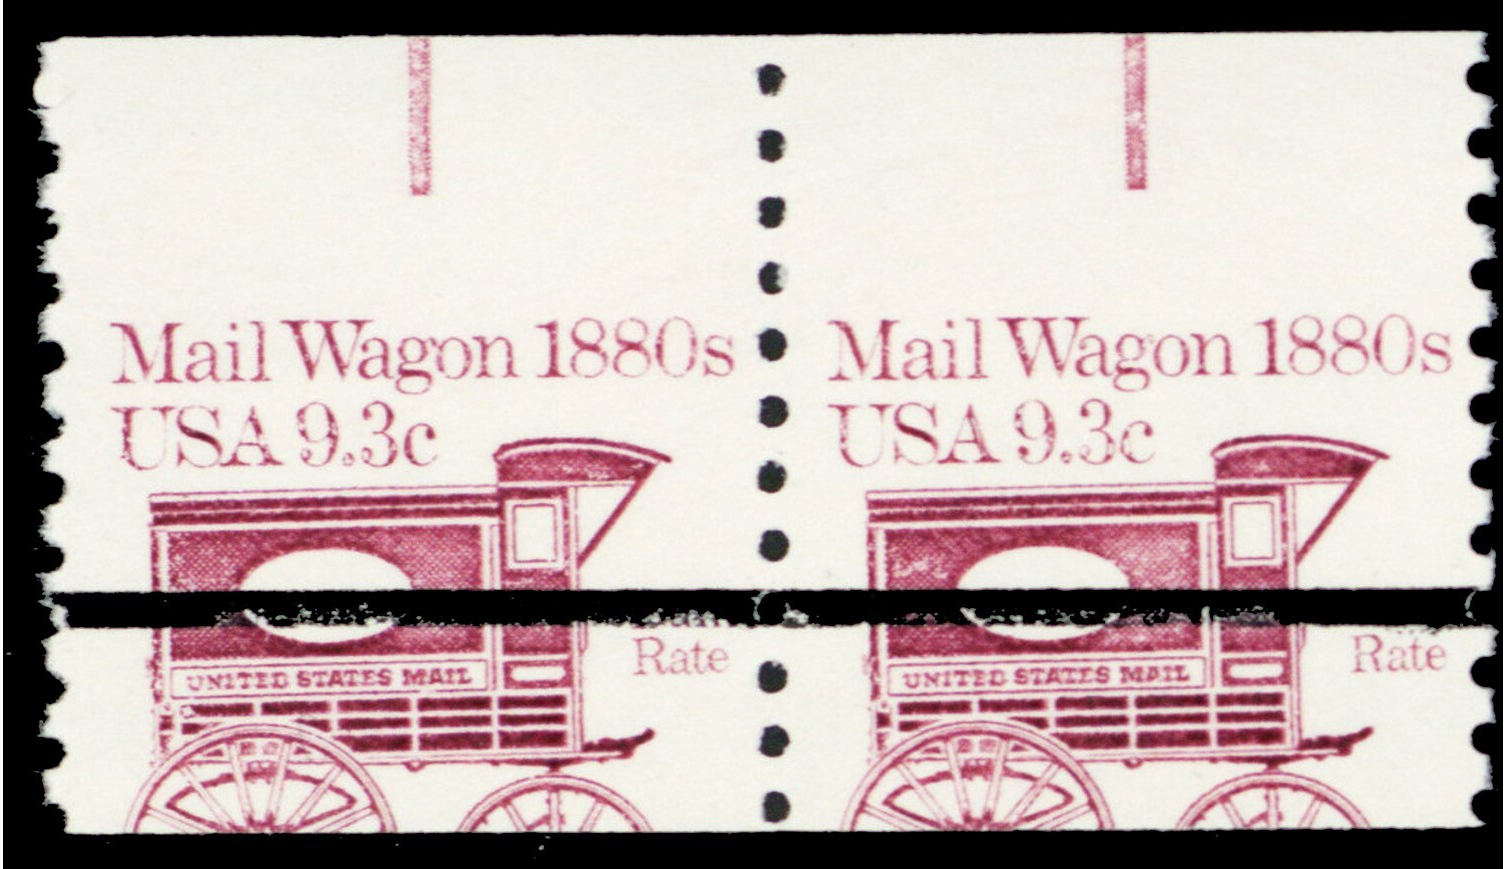 Mail Wagon 1880s
USA 9.3c
Rate
UNITED STATES MAIL
Mail Wagon 1880s
USA 9.3c
Rate
UNITED STATES MAIL